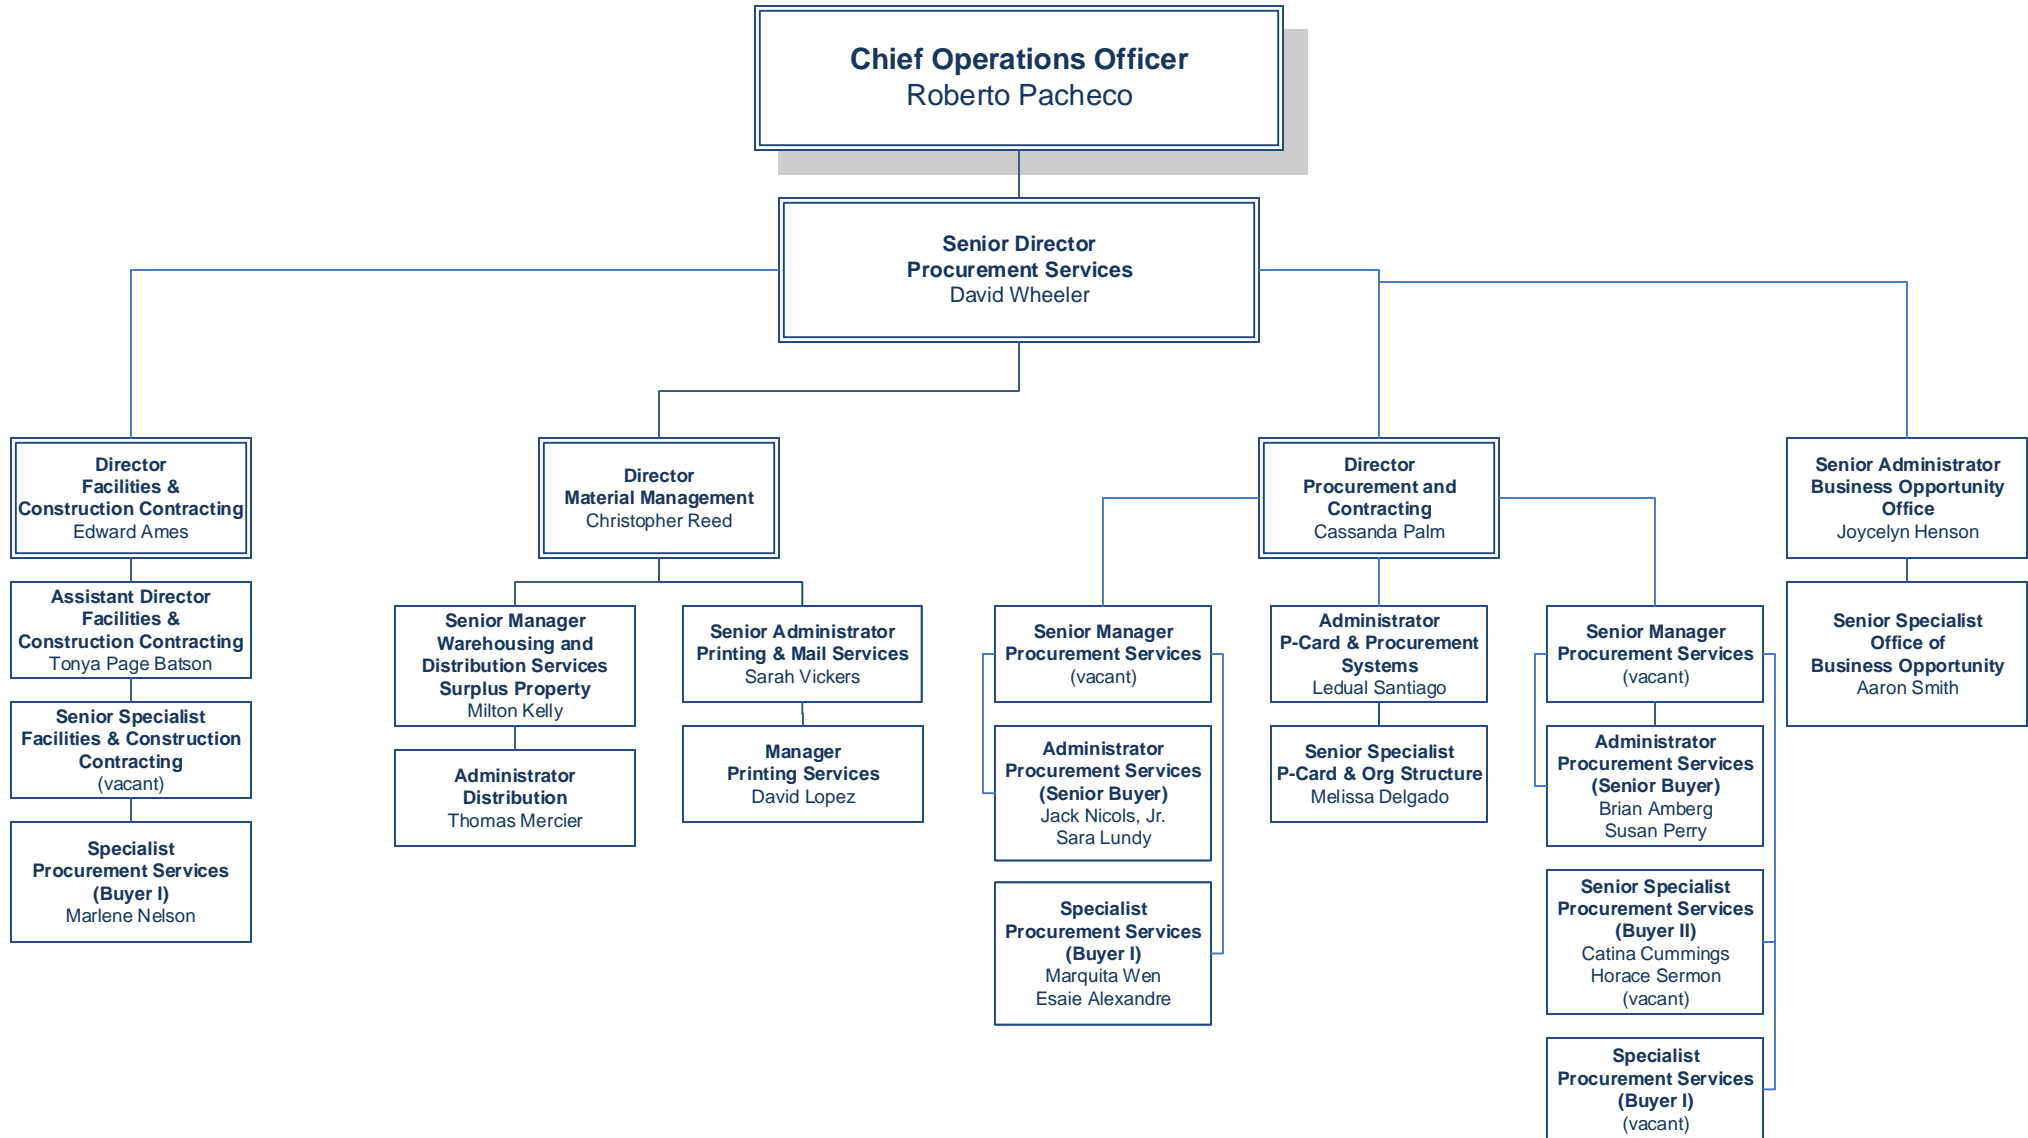 Chief Operations Officer
Roberto Pacheco
Senior Director
Procurement Services
David Wheeler
Director
Facilities &
Construction Contracting
Edward Ames
Assistant Director
Facilities &
Construction Contracting
Tonya Page Batson
Senior Specialist
Facilities & Construction
Contracting
(vacant)
Specialist
Procurement Services
(Buyer I)
Marlene Nelson
Director
Material Management
Christopher Reed
Senior Manager
Warehousing and
Distribution Services
Surplus Property
Milton Kelly
Administrator
Distribution
Thomas Mercier
Senior Administrator
Printing & Mail Services
Sarah Vickers
Manager
Printing Services
David Lopez
Director
Procurement and
Contracting
Cassanda Palm
Senior Manager
Procurement Services
(vacant)
Administrator
Procurement Services
(Senior Buyer)
Jack Nicols, Jr.
Sara Lundy
Specialist
Procurement Services
(Buyer I)
Marquita Wen
Esaie Alexandre
Administrator
P-Card & Procurement
Systems
Ledual Santiago
Senior Specialist
P-Card & Org Structure
Melissa Delgado
Senior Manager
Procurement Services
(vacant)
Administrator
Procurement Services
(Senior Buyer)
Brian Amberg
Susan Perry
Senior Specialist
Procurement Services
(Buyer II)
Catina Cummings
Horace Sermon
(vacant)
Specialist
Procurement Services
(Buyer I)
(vacant)
Senior Administrator
Business Opportunity
Office
Joycelyn Henson
Senior Specialist
Office of
Business Opportunity
Aaron Smith